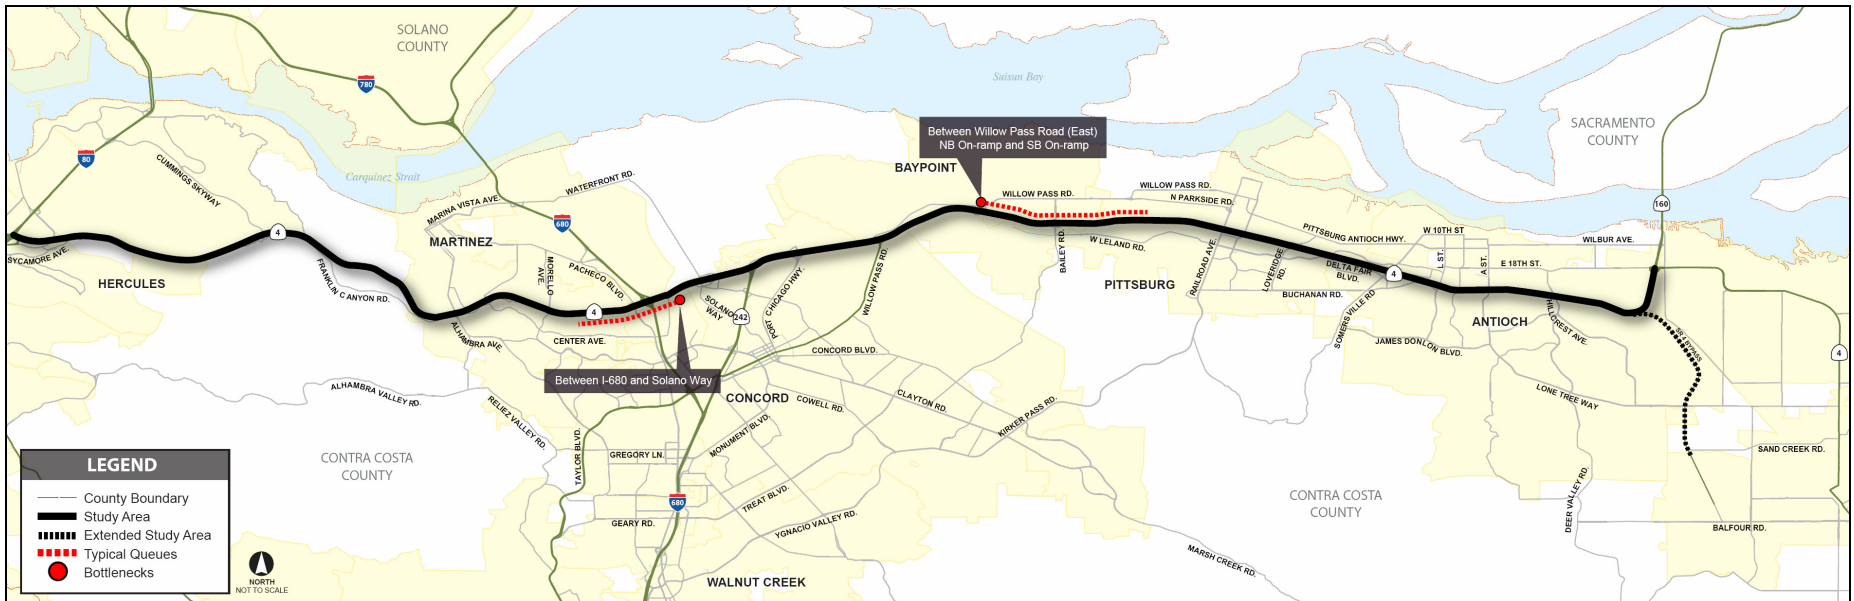 SOLANO
COUNTY
780
Suisun Bay
SACRAMENTO
COUNTY
80
CUMMINGS SKYWAY
Carquinez Strait
WATERFRONT RD.
MARINA VISTA AVE.
680
Between Willow Pass Road (East)
NB On-ramp and SB On-ramp
BAYPOINT
WILLOW PASS RD.
WILLOW PASS RD.
N PARKSIDE RD.
160
4
SYCAMORE AVE.
HERCULES
FRANKLIN CANYON RD.
MARTINEZ
MORELLO
AVE.
PACHECO BLVD.
4
SOLANO
WAY
242
PORT CHICAGO HWY.
WILLOW PASS RD.
BAILEY RD.
W LELAND RD.
PITTSBURG
RAILROAD AVE.
LOVERIDGE
RD.
PITTSBURG ANTIOCH HWY.
W 10TH ST
WILBUR AVE.
L ST.
A ST.
E 18TH ST.
DELTA FAIR
BLVD.
4
BUCHANAN RD.
SOMERSVILLE RD
ANTIOCH
HILLCREST AVE.
JAMES DONLON BLVD.
SR 4 BYPASS
4
ALHAMBRA AVE
CENTER AVE.
CONCORD BLVD.
Between I-680 and Solano Way
ALHAMBRA VALLEY RD.
RELIEZ VALLEY RD.
CONCORD
COWELL RD.
CLAYTON RD.
KIRKER PASS RD.
LONE TREE WAY
MONUMENT BLVD.
TAYLOR BLVD.
GREGORY LN.
SAND CREEK RD.
CONTRA COSTA
COUNTY
CONTRA COSTA
COUNTY
680
TREAT BLVD.
GEARY RD.
YGNACIO VALLEY RD.
DEER VALLEY RD.
BALFOUR RD.
MARSH CREEK RD.
WALNUT CREEK
LEGEND
County Boundary
Study Area
Extended Study Area
Typical Queues
Bottlenecks
NORTH
NOT TO SCALE